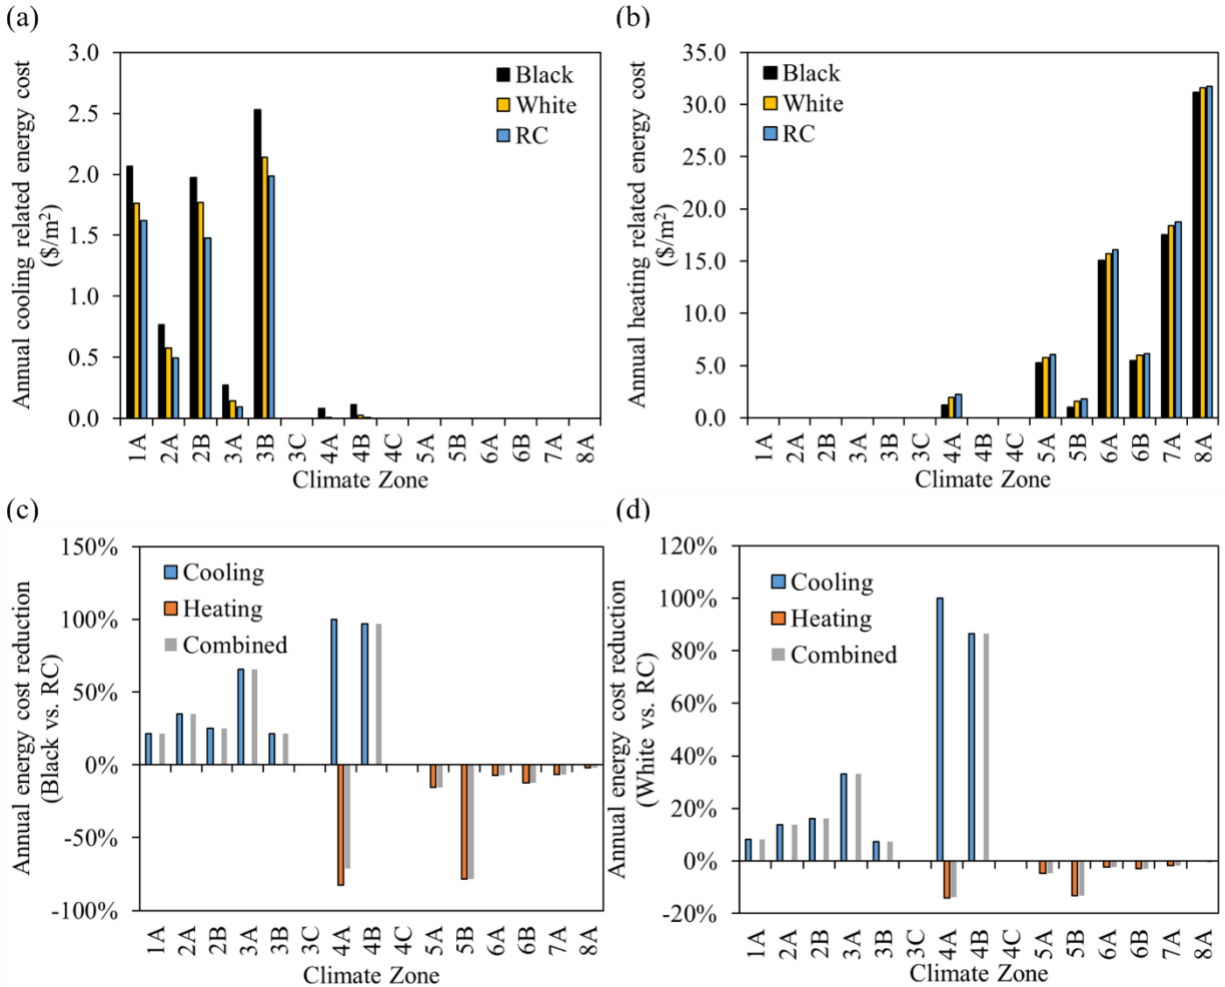 (a)
Annual cooling related energy cost
($/m²)
3.0
2.5
2.0
1.5
1.0
0.5
0.0
Black
White
RC
1A 2A 2B 3A 3B 3C 4A 4B 4C 5A 5B 6A 6B 7A 8A
Climate Zone
(b)
Annual heating related energy cost
($/m²)
35.0
30.0
25.0
20.0
15.0
10.0
5.0
0.0
Black
White
RC
1A 2A 2B 3A 3B 3C 4A 4B 4C 5A 5B 6A 6B 7A 8A
Climate Zone
(c)
Annual energy cost reduction
(Black vs. RC)
150%
100%
50%
0%
-50%
-100%
Cooling
Heating
Combined
1A 2A 2B 3A 3B 3C 4A 4B 4C 5A 5B 6A 6B 7A 8A
Climate Zone
(d)
Annual energy cost reduction
(White vs. RC)
120%
100%
80%
60%
40%
20%
0%
-20%
Cooling
Heating
Combined
1A 2A 2B 3A 3B 3C 4A 4B 4C 5A 5B 6A 6B 7A 8A
Climate Zone